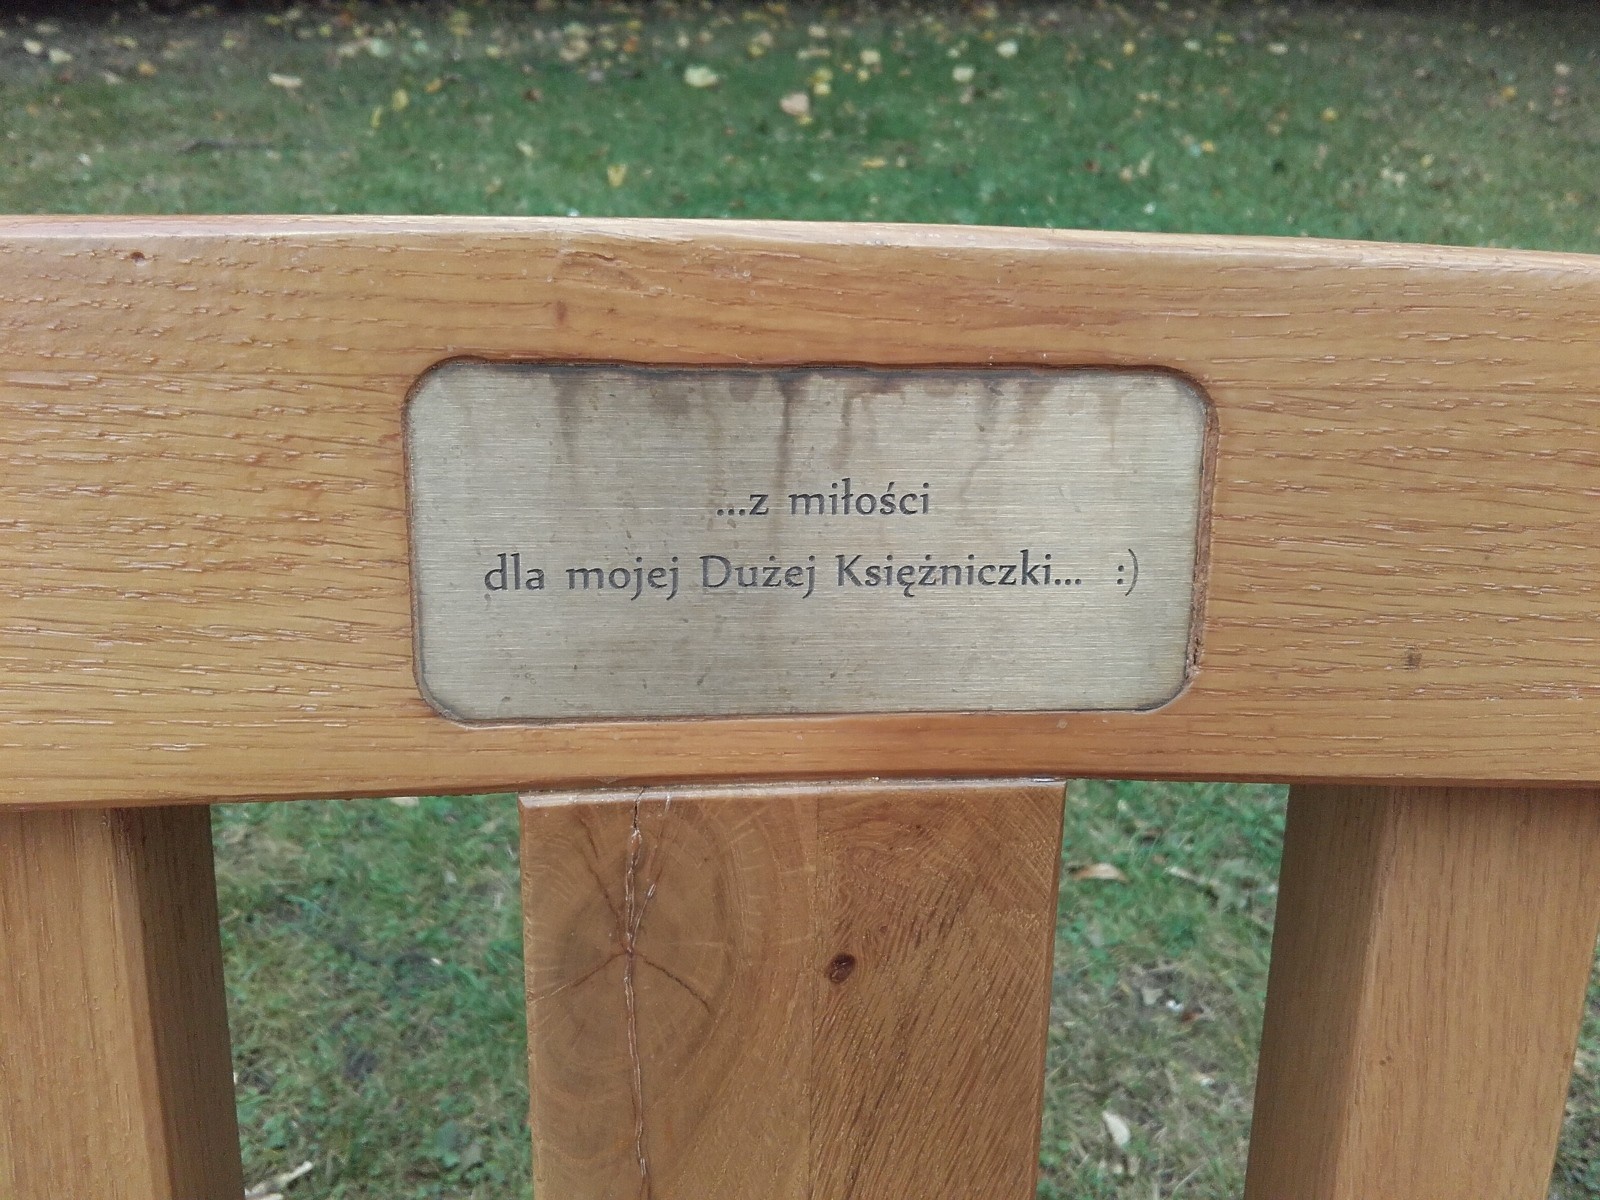 ...z miłości
dla mojej Dużej Księżniczki... :)